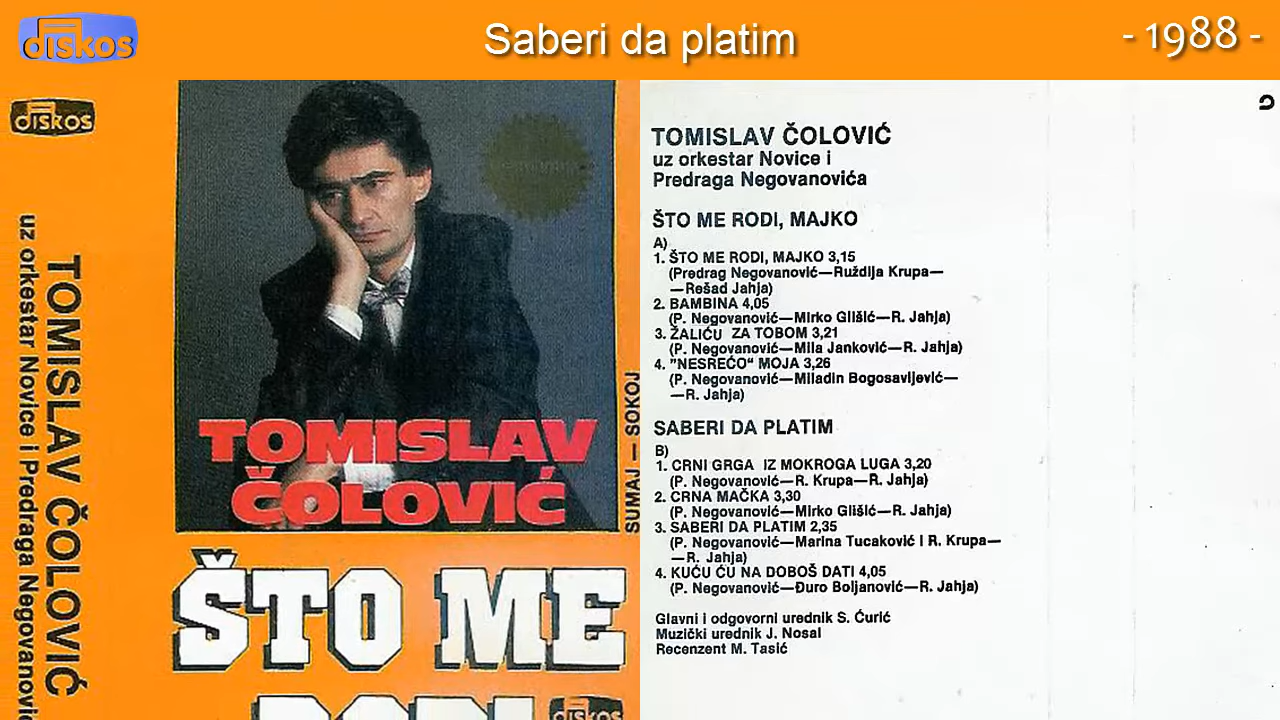 diskos
Saberi da platim
- 1988 -
diskos
TOMISLAV ČOLOVIĆ
uz orkestar Novice i Predraga Negovanovića
TOMISLAV
ČOLOVIĆ
SUMAJ — SOKOJ
ŠTO ME
RODI
diskos
TOMISLAV ČOLOVIĆ
uz orkestar Novice i
Predraga Negovanovića
ŠTO ME RODI, MAJKO
A)
1. ŠTO ME RODI, MAJKO 3,15
(Predrag Negovanović—Ruždija Krupa—
—Rešad Jahja)
2. BAMBINA 4,05
(P. Negovanović—Mirko Glišić—R. Jahja)
3. ŽALIĆU ZA TOBOM 3,21
(P. Negovanović—Mila Janković—R. Jahja)
4. ”NESREĆO“ MOJA 3,26
(P. Negovanović—Miladin Bogosavljević—
—R. Jahja)
SABERI DA PLATIM
B)
1. CRNI GRGA IZ MOKROGA LUGA 3,20
(P. Negovanović—R. Krupa—R. Jahja)
2. CRNA MAČKA 3,30
(P. Negovanović—Mirko Glišić—R. Jahja)
3. SABERI DA PLATIM 2,35
(P. Negovanović—Marina Tucaković i R. Krupa—
—R. Jahja)
4. KUĆU ĆU NA DOBOŠ DATI 4,05
(P. Negovanović—Đuro Boljanović—R. Jahja)
Glavni i odgovorni urednik S. Ćurić
Muzički urednik J. Nosal
Recenzent M. Tasić